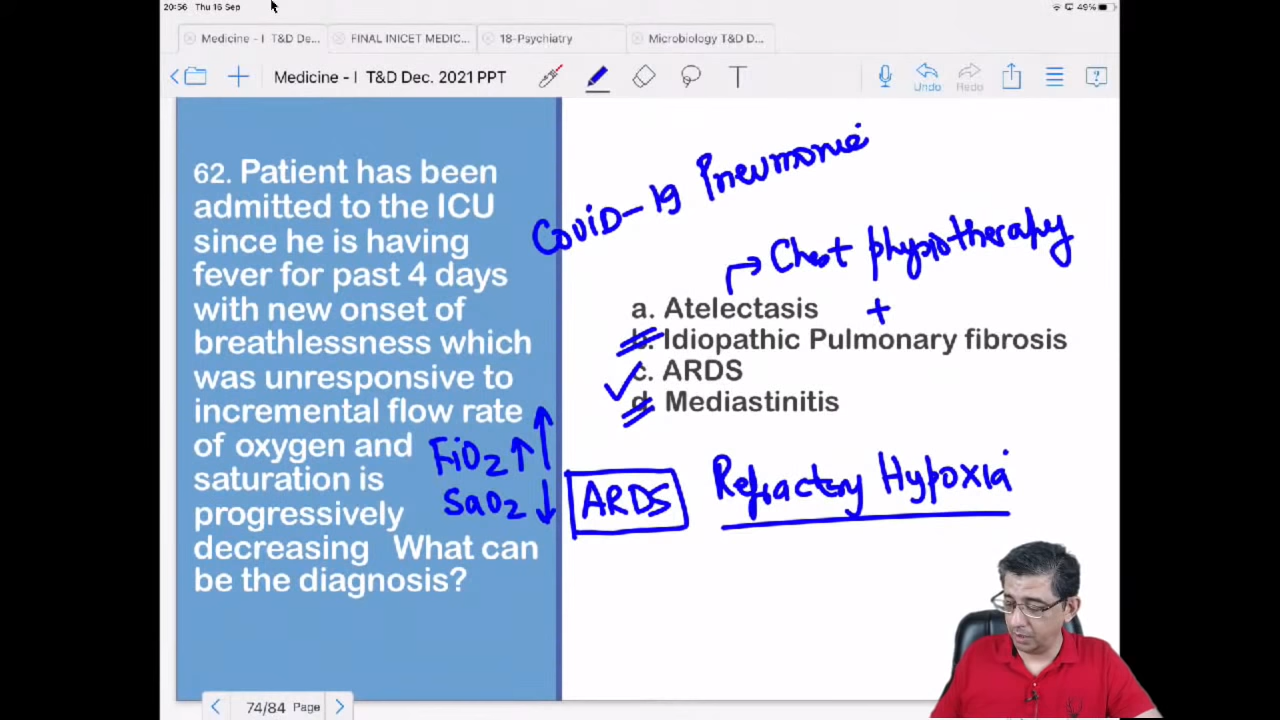 20:56 Thu 16 Sep
49%
Medicine - I T&D De...
FINAL INICET MEDIC...
18-Psychiatry
Microbiology T&D D...
Medicine - I T&D Dec. 2021 PPT
T
Undo
Redo
62. Patient has been
admitted to the ICU
since he is having
fever for past 4 days
with new onset of
breathlessness which
was unresponsive to
incremental flow rate
of oxygen and
saturation is
progressively
decreasing What can
be the diagnosis?
FiO2 ↑ ↑
SaO2 ↓
Covid-19 Pneumonia
→ Chest physiotherapy
+
a. Atelectasis
b. Idiopathic Pulmonary fibrosis
✓ c. ARDS
d. Mediastinitis
ARDS Refractory Hypoxia
74/84 Page